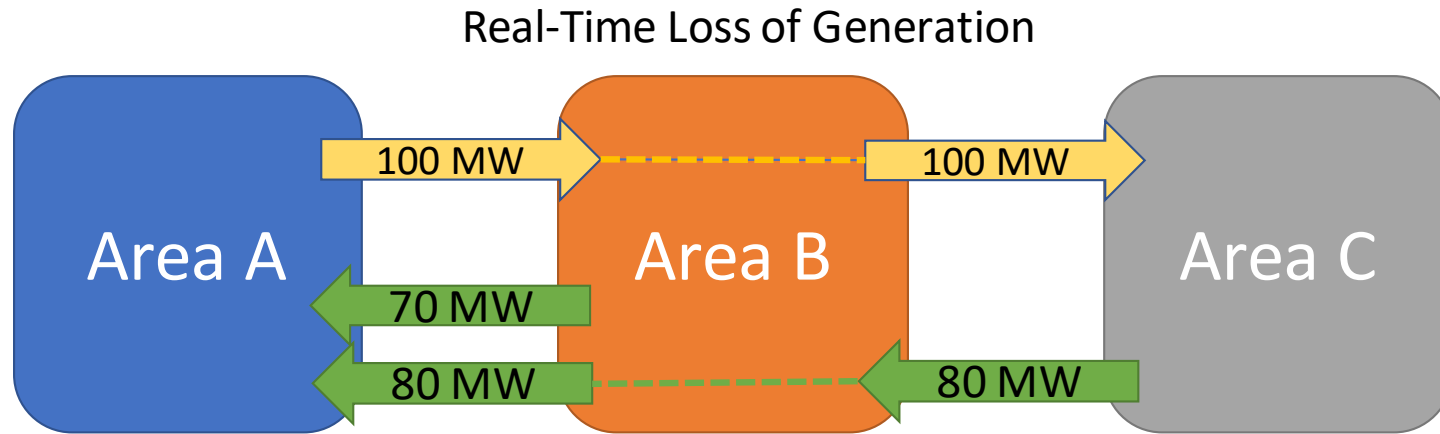 Real-Time Loss of Generation
100 MW
100 MW
Area A
Area B
Area C
70 MW
80 MW
80 MW